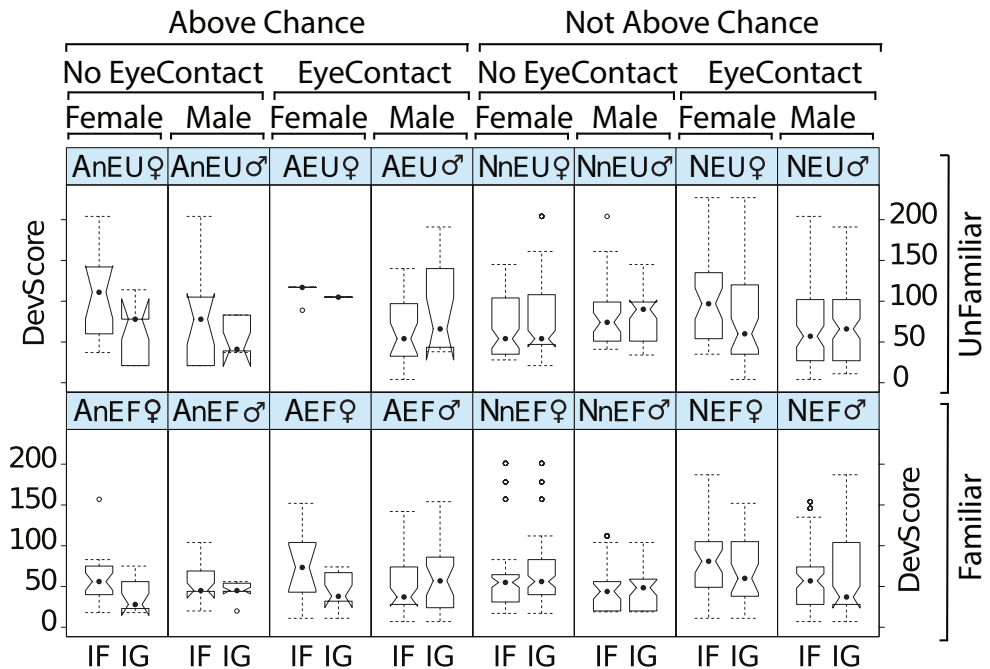 Above Chance Not Above Chance
No EyeContact EyeContact No EyeContact EyeContact
Female Male Female Male Female Male Female Male
AnEU♀ AnEU♂ AEU♀ AEU♂ NnEU♀ NnEU♂ NEU♀ NEU♂
DevScore
200
150
100
50
0
UnFamiliar
AnEF♀ AnEF♂ AEF♀ AEF♂ NnEF♀ NnEF♂ NEF♀ NEF♂
200
150
100
50
0
DevScore
Familiar
IF IG IF IG IF IG IF IG IF IG IF IG IF IG IF IG